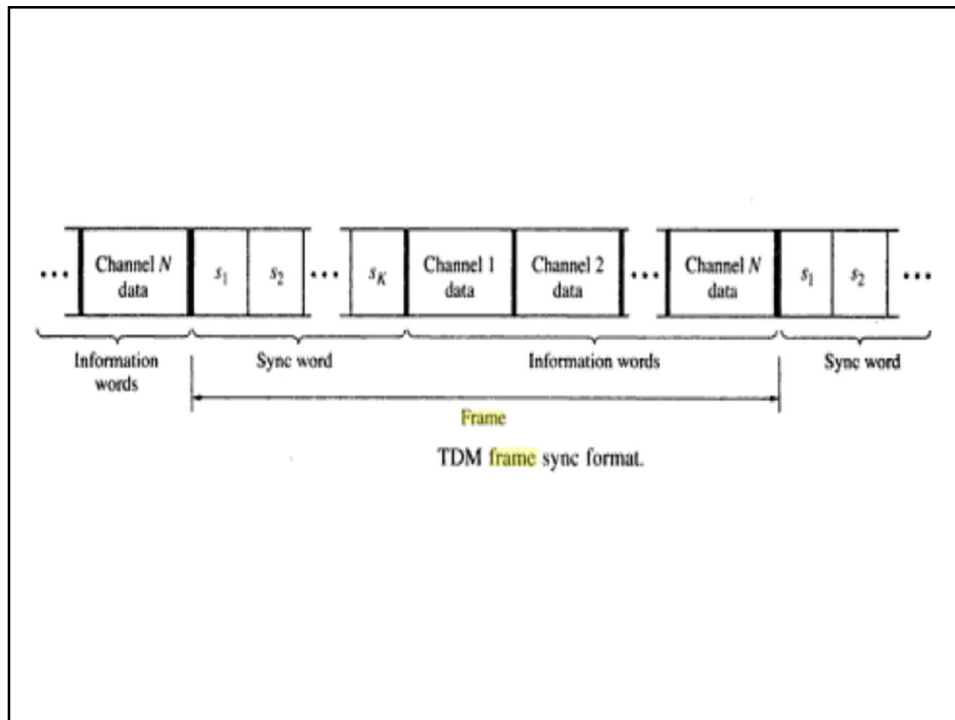 ••• Channel N data s1 s2 ••• sK Channel 1 data Channel 2 data ••• Channel N data s1 s2 •••
Information words Sync word Information words Sync word
Frame
TDM frame sync format.